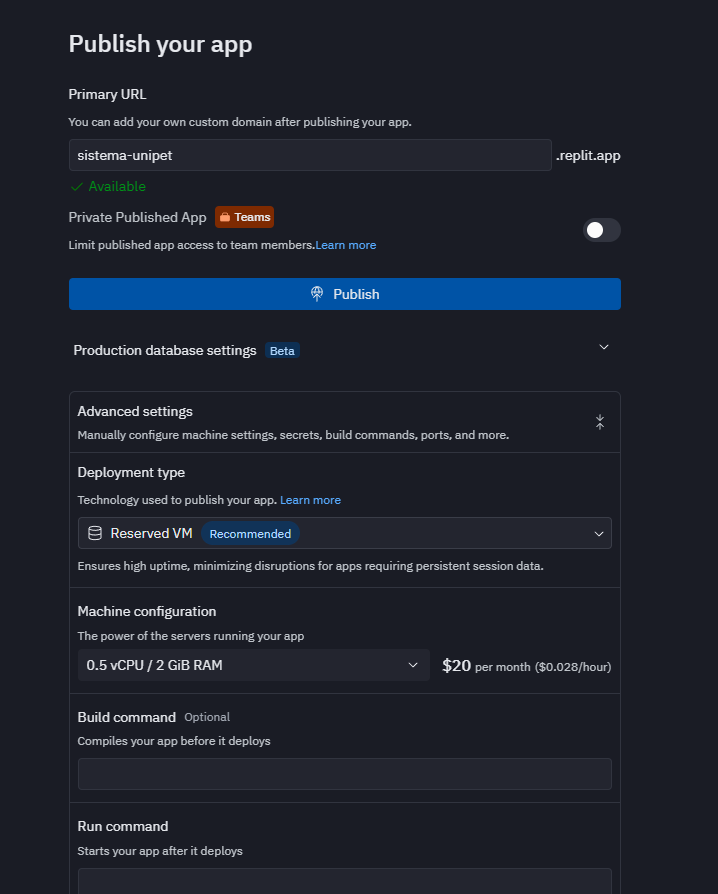 Publish your app
Primary URL
You can add your own custom domain after publishing your app.
sistema-unipet .replit.app
Available
Private Published App Teams
Limit published app access to team members.Learn more
Publish
Production database settings Beta
Advanced settings
Manually configure machine settings, secrets, build commands, ports, and more.
Deployment type
Technology used to publish your app. Learn more
Reserved VM Recommended
Ensures high uptime, minimizing disruptions for apps requiring persistent session data.
Machine configuration
The power of the servers running your app
0.5 vCPU / 2 GiB RAM $20 per month ($0.028/hour)
Build command Optional
Compiles your app before it deploys
Run command
Starts your app after it deploys